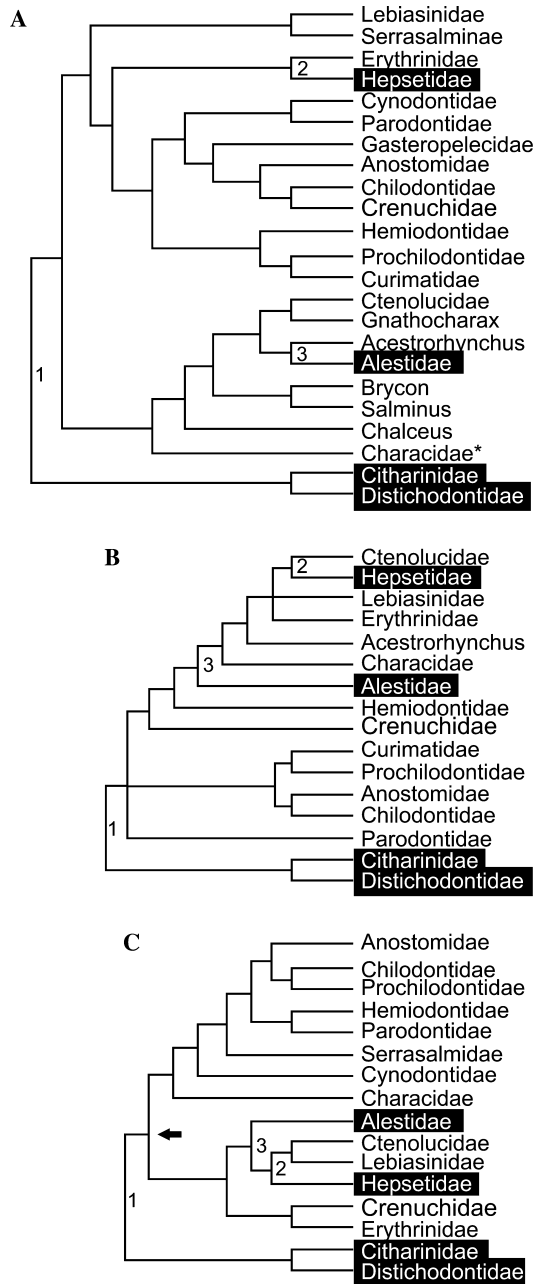 A
Lebiasinidae
Serrasalminae
Erythrinidae
2
Hepsetidae
Cynodontidae
Parodontidae
Gasteropelecidae
Anostomidae
Chilodontidae
Crenuchidae
Hemiodontidae
Prochilodontidae
Curimatidae
Ctenolucidae
Gnathocharax
Acestrorhynchus
3
Alestidae
1
Brycon
Salminus
Chalceus
Characidae*
Citharinidae
Distichodontidae
B
Ctenolucidae
2
Hepsetidae
Lebiasinidae
Erythrinidae
Acestrorhynchus
3
Characidae
Alestidae
Hemiodontidae
Crenuchidae
Curimatidae
Prochilodontidae
Anostomidae
Chilodontidae
1
Parodontidae
Citharinidae
Distichodontidae
C
Anostomidae
Chilodontidae
Prochilodontidae
Hemiodontidae
Parodontidae
Serrasalmidae
Cynodontidae
Characidae
Alestidae
3
Ctenolucidae
2
Lebiasinidae
Hepsetidae
1
Crenuchidae
Erythrinidae
Citharinidae
Distichodontidae